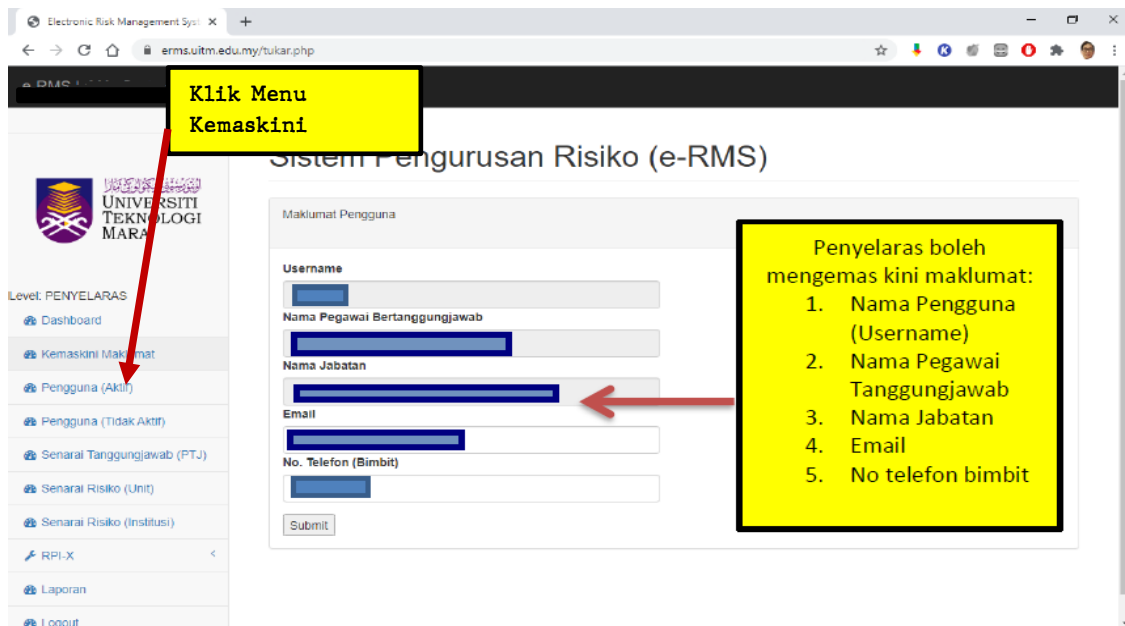 Electronic Risk Management Syst
erms.uitm.edu.my/tukar.php
e-RMS
Klik Menu
Kemaskini
Sistem Pengurusan Risiko (e-RMS)
UNIVERSITI
TEKNOLOGI
MARA
Level: PENYELARAS
Dashboard
Kemaskini Maklumat
Pengguna (Aktif)
Pengguna (Tidak Aktif)
Senarai Tanggungjawab (PTJ)
Senarai Risiko (Unit)
Senarai Risiko (Institusi)
RPI-X
Laporan
Logout
Maklumat Pengguna
Username
Nama Pegawai Bertanggungjawab
Nama Jabatan
Email
No. Telefon (Bimbit)
Submit
Penyelaras boleh
mengemas kini maklumat:
1. Nama Pengguna
(Username)
2. Nama Pegawai
Tanggungjawab
3. Nama Jabatan
4. Email
5. No telefon bimbit